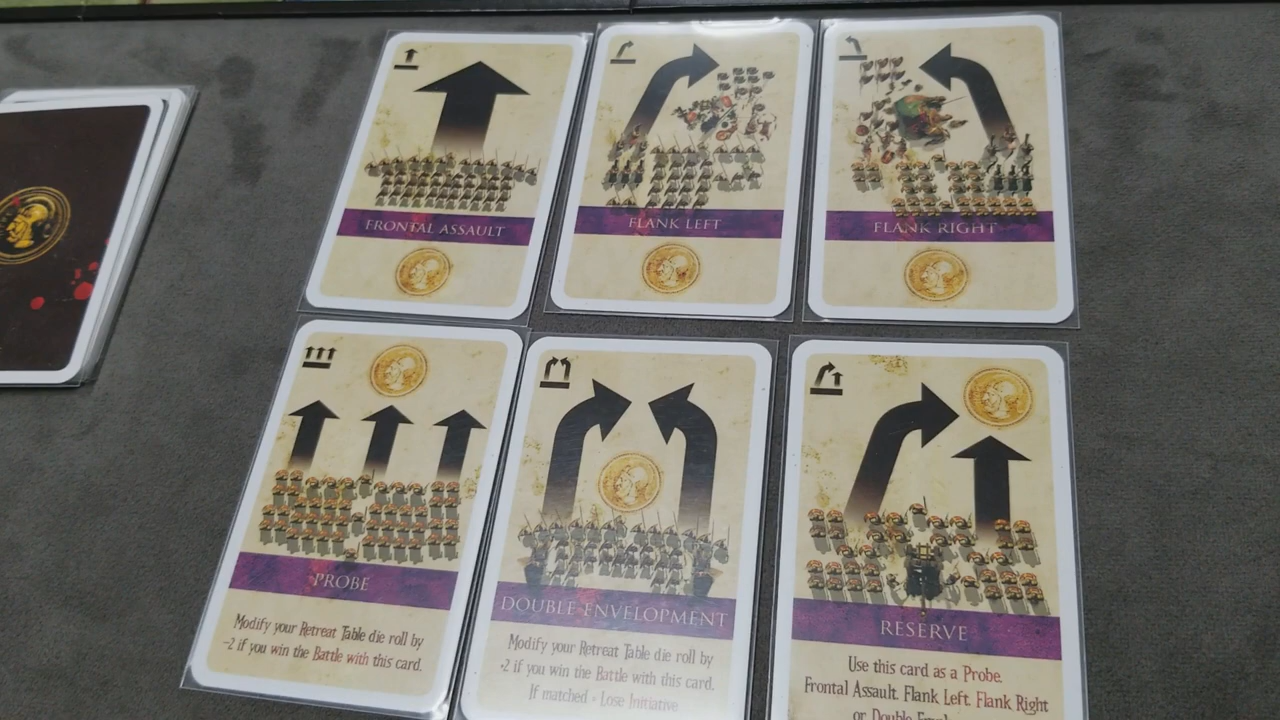 FRONTAL ASSAULT
FLANK LEFT
FLANK RIGHT
PROBE
Modify your Retreat Table die roll by
-2 if you win the Battle with this card.
DOUBLE ENVELOPMENT
Modify your Retreat Table die roll by
+2 if you win the Battle with this card.
If matched = Lose Initiative
RESERVE
Use this card as a Probe,
Frontal Assault, Flank Left, Flank Right
or Double